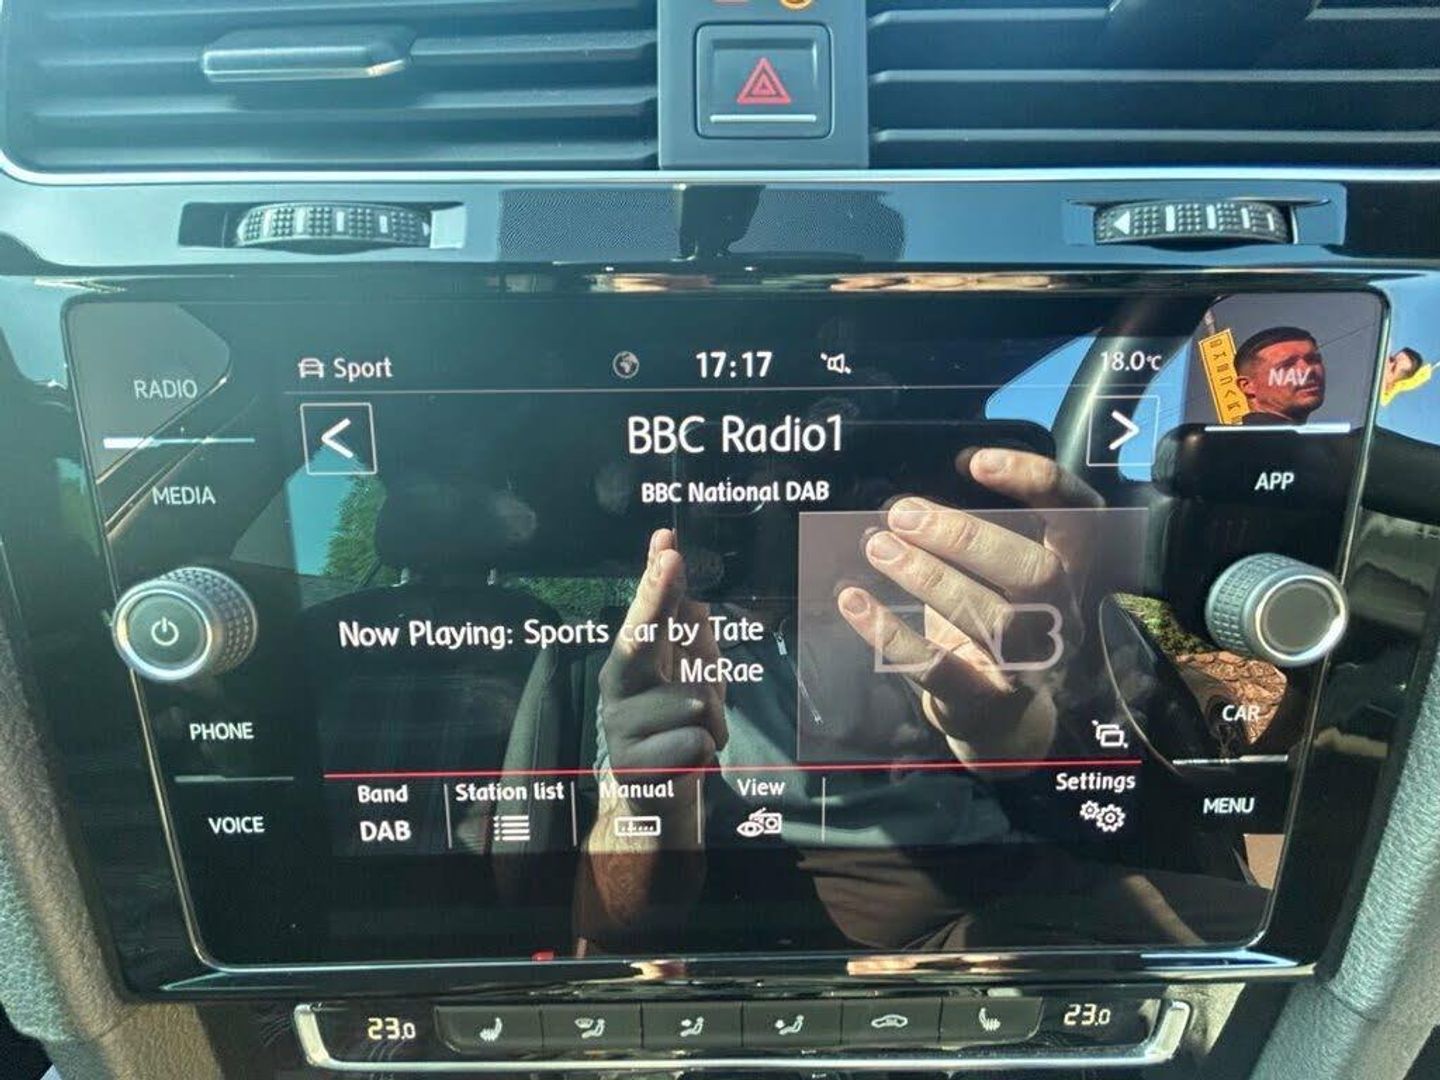 RADIO
Sport
17:17
18.0°C
NAV
BBC Radio1
MEDIA
BBC National DAB
APP
Now Playing: Sports car by Tate
McRae
DAB
PHONE
CAR
Band
Station list
Manual
View
Settings
DAB
VOICE
MENU
23.0
23.0